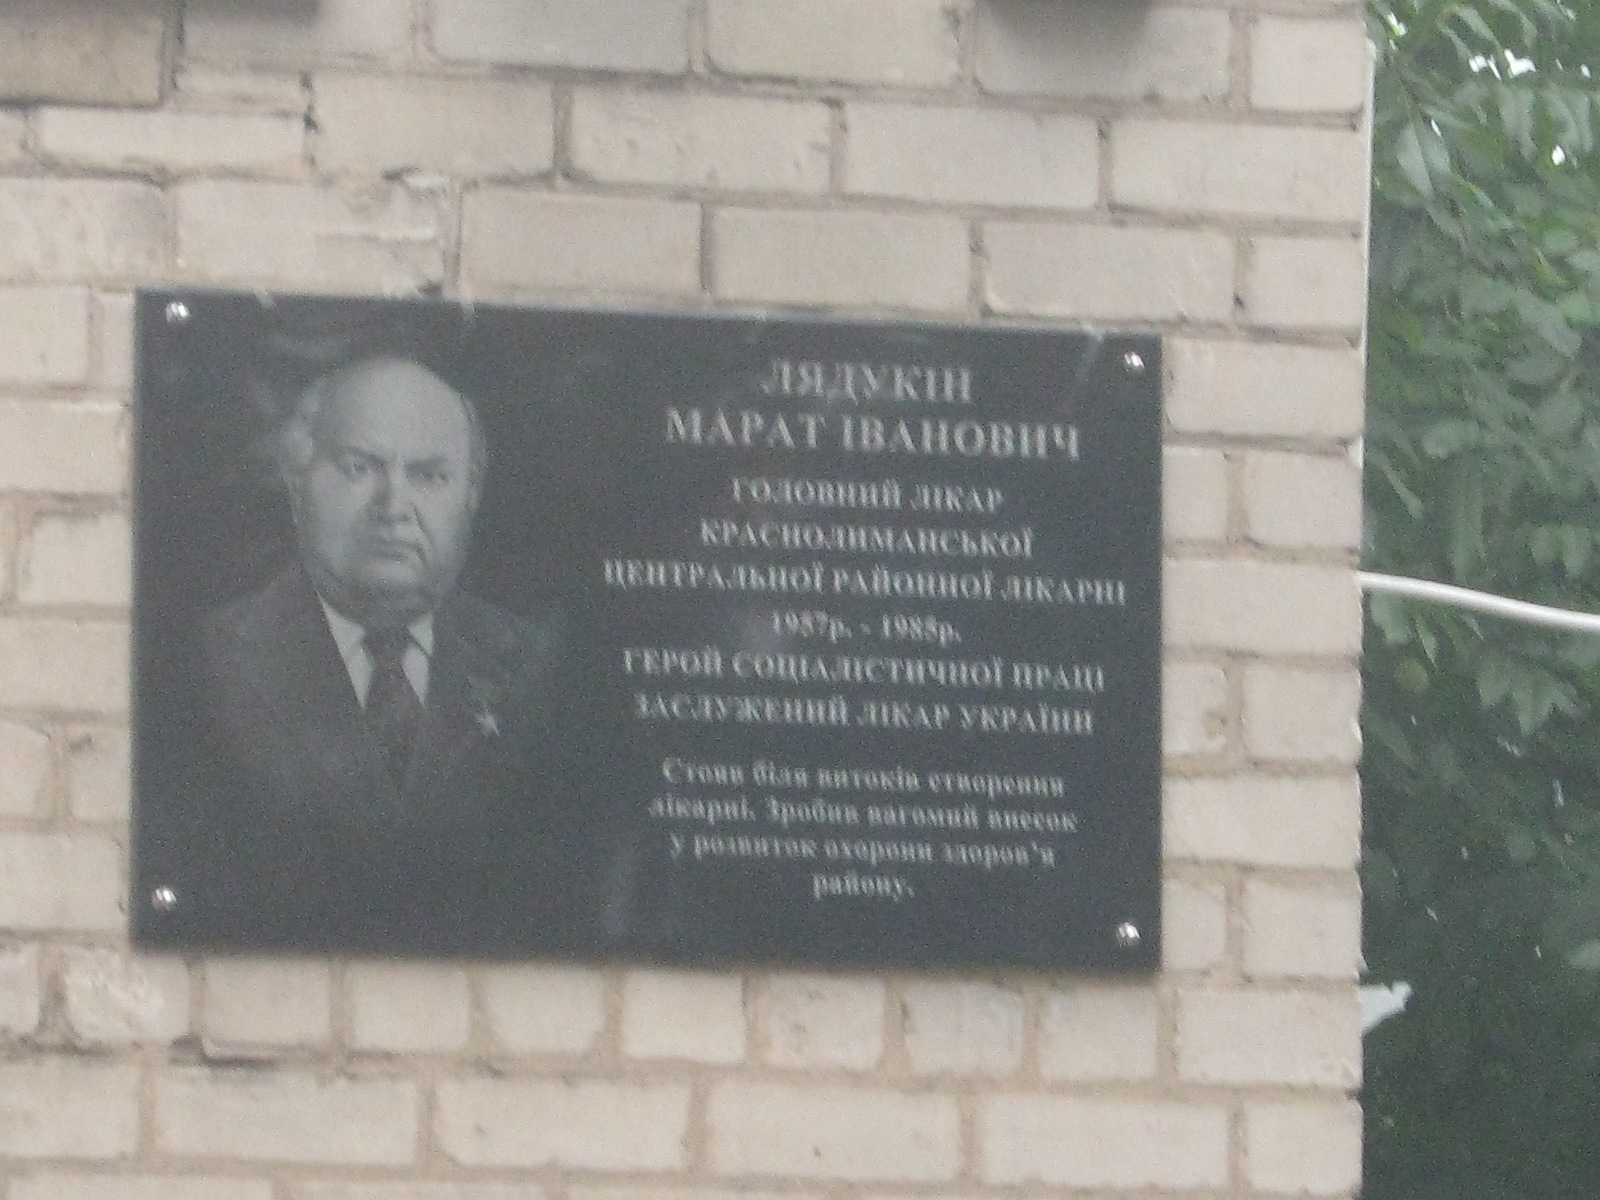 ЛЯДУКІН
МАРАТ ІВАНОВИЧ
ГОЛОВНИЙ ЛІКАР
КРАСНОЛИМАНСЬКОЇ
ЦЕНТРАЛЬНОЇ РАЙОННОЇ ЛІКАРНІ
1957р. - 1985р.
ГЕРОЙ СОЦІАЛІСТИЧНОЇ ПРАЦІ
ЗАСЛУЖЕНИЙ ЛІКАР УКРАЇНИ
Стояв біля витоків створення
лікарні. Зробив вагомий внесок
у розвиток охорони здоров'я
району.